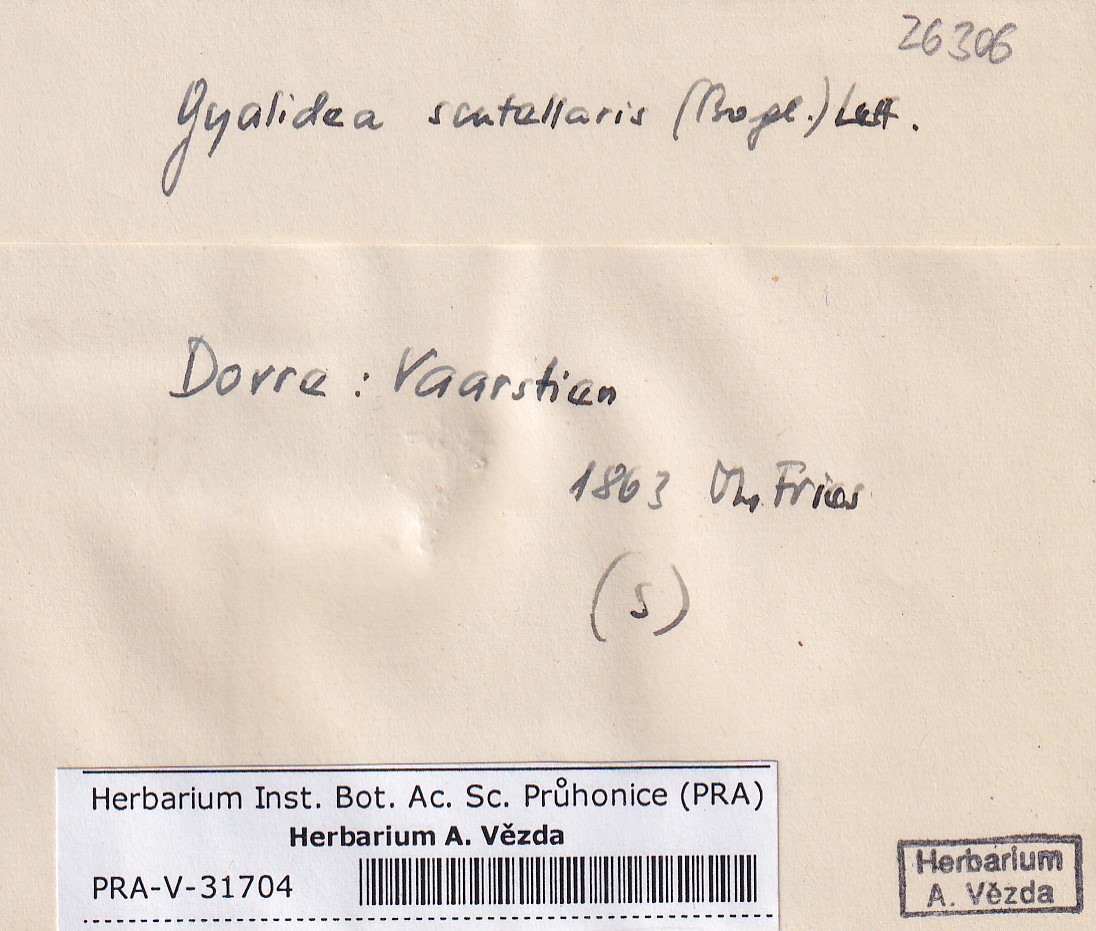 26306
Gyalidea scutellaris (Bagl.) Lett.
Dovre : Vaarstien
1863 Th. Fries
(S)
Herbarium Inst. Bot. Ac. Sc. Průhonice (PRA)
Herbarium A. Vězda
PRA-V-31704
Herbarium
A. Vězda